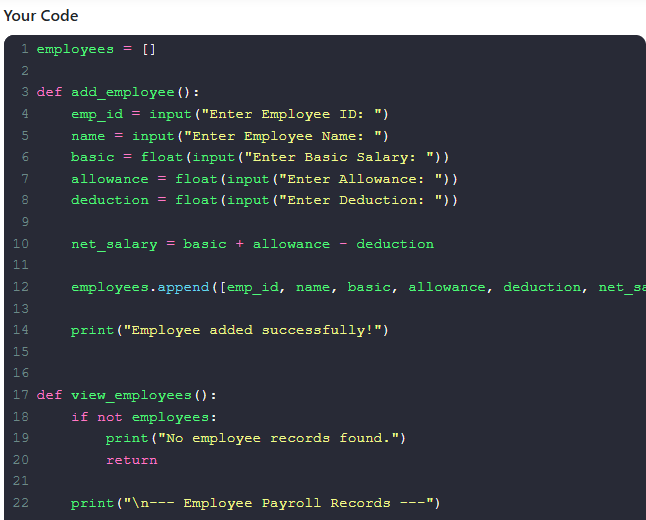 Your Code
1 employees = []
2
3 def add_employee():
4     emp_id = input("Enter Employee ID: ")
5     name = input("Enter Employee Name: ")
6     basic = float(input("Enter Basic Salary: "))
7     allowance = float(input("Enter Allowance: "))
8     deduction = float(input("Enter Deduction: "))
9
10     net_salary = basic + allowance - deduction
11
12     employees.append([emp_id, name, basic, allowance, deduction, net_sa
13
14     print("Employee added successfully!")
15
16
17 def view_employees():
18     if not employees:
19         print("No employee records found.")
20         return
21
22     print("\n--- Employee Payroll Records ---")